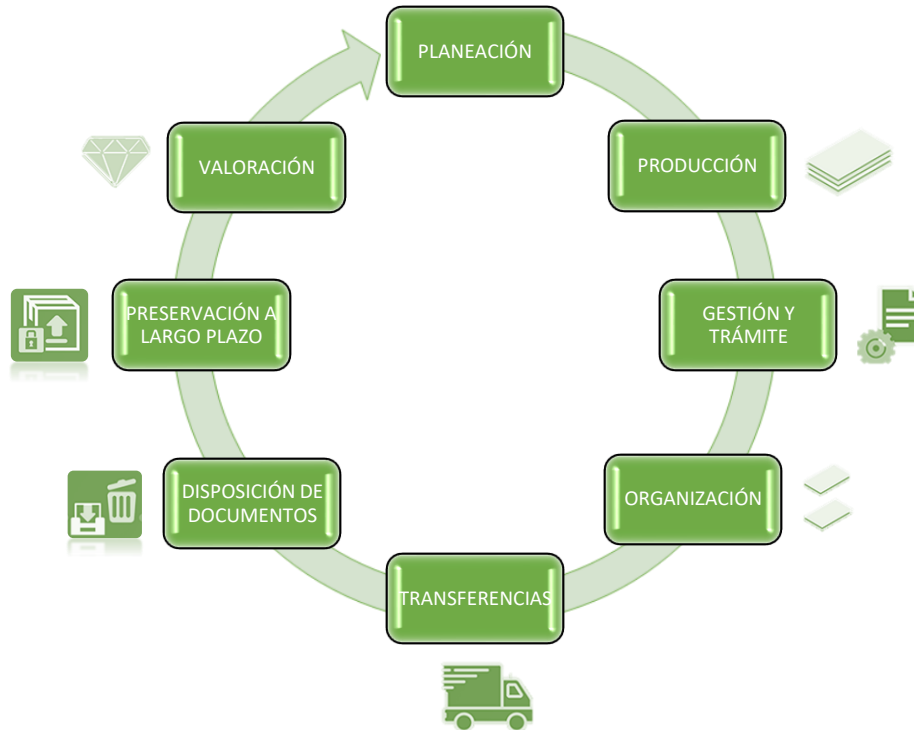 PLANEACIÓN
PRODUCCIÓN
GESTIÓN Y
TRÁMITE
ORGANIZACIÓN
TRANSFERENCIAS
DISPOSICIÓN DE
DOCUMENTOS
PRESERVACIÓN A
LARGO PLAZO
VALORACIÓN